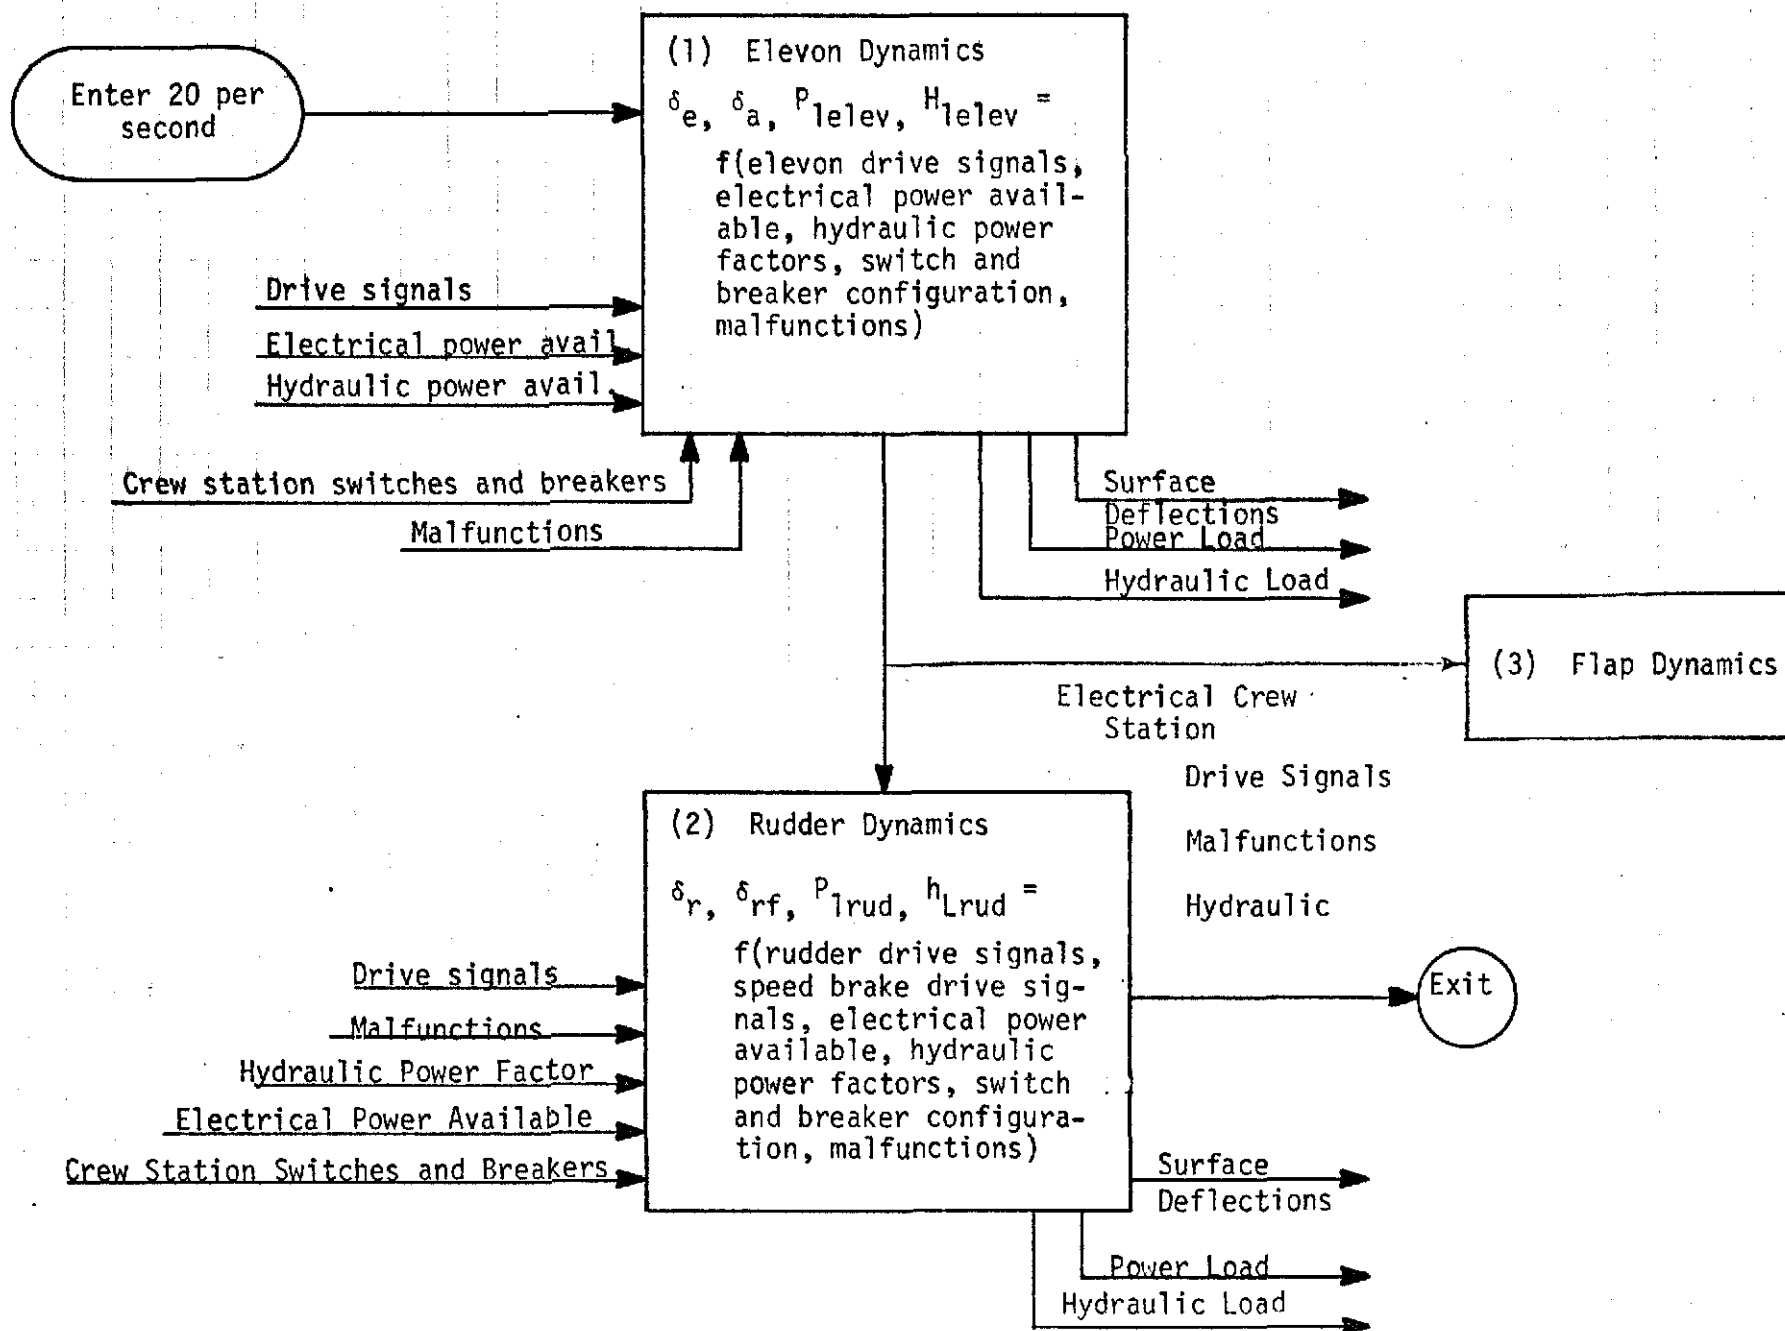 Enter 20 per
second
(1) Elevon Dynamics
δe, δa, Plelev, Hlelev =
f(elevon drive signals,
electrical power avail-
able, hydraulic power
factors, switch and
breaker configuration,
malfunctions)
Drive signals
Electrical power avail.
Hydraulic power avail.
Crew station switches and breakers
Malfunctions
Surface
Deflections
Power Load
Hydraulic Load
(3) Flap Dynamics
Electrical Crew
Station
Drive Signals
Malfunctions
Hydraulic
(2) Rudder Dynamics
δr, δrf, Plrud, hLrud =
f(rudder drive signals,
speed brake drive sig-
nals, electrical power
available, hydraulic
power factors, switch
and breaker configura-
tion, malfunctions)
Drive signals
Malfunctions
Hydraulic Power Factor
Electrical Power Available
Crew Station Switches and Breakers
Exit
Surface
Deflections
Power Load
Hydraulic Load